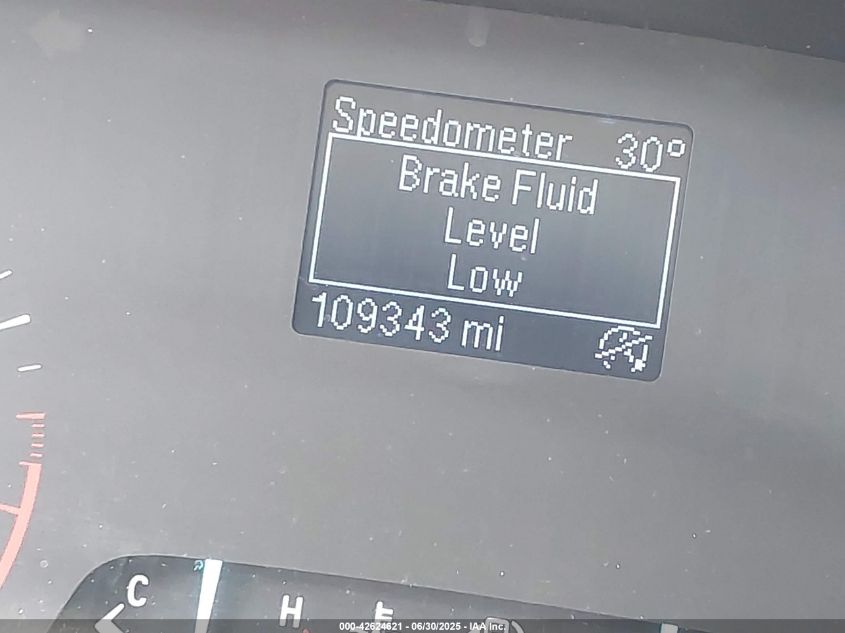 Speedometer 30°
Brake Fluid
Level
Low
109343 mi
C
H
000-42624621 - 06/30/2025 - IAA Inc.